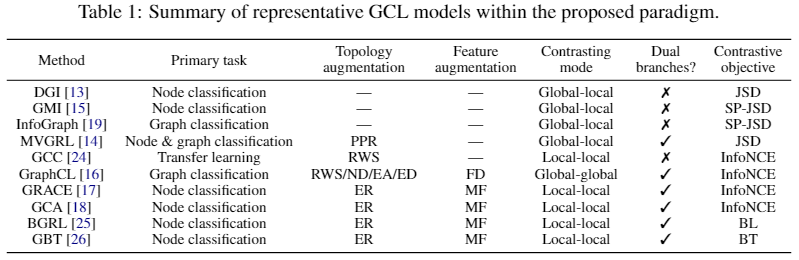 Table 1: Summary of representative GCL models within the proposed paradigm.
Method Primary task Topology augmentation Feature augmentation Contrasting mode Dual branches? Contrastive objective
DGI [13] Node classification — — Global-local ✗ JSD
GMI [15] Node classification — — Global-local ✗ SP-JSD
InfoGraph [19] Graph classification — — Global-local ✗ SP-JSD
MVGRL [14] Node & graph classification PPR — Global-local ✓ JSD
GCC [24] Transfer learning RWS — Local-local ✗ InfoNCE
GraphCL [16] Graph classification RWS/ND/EA/ED FD Global-global ✓ InfoNCE
GRACE [17] Node classification ER MF Local-local ✓ InfoNCE
GCA [18] Node classification ER MF Local-local ✓ InfoNCE
BGRL [25] Node classification ER MF Local-local ✓ BL
GBT [26] Node classification ER MF Local-local ✓ BT